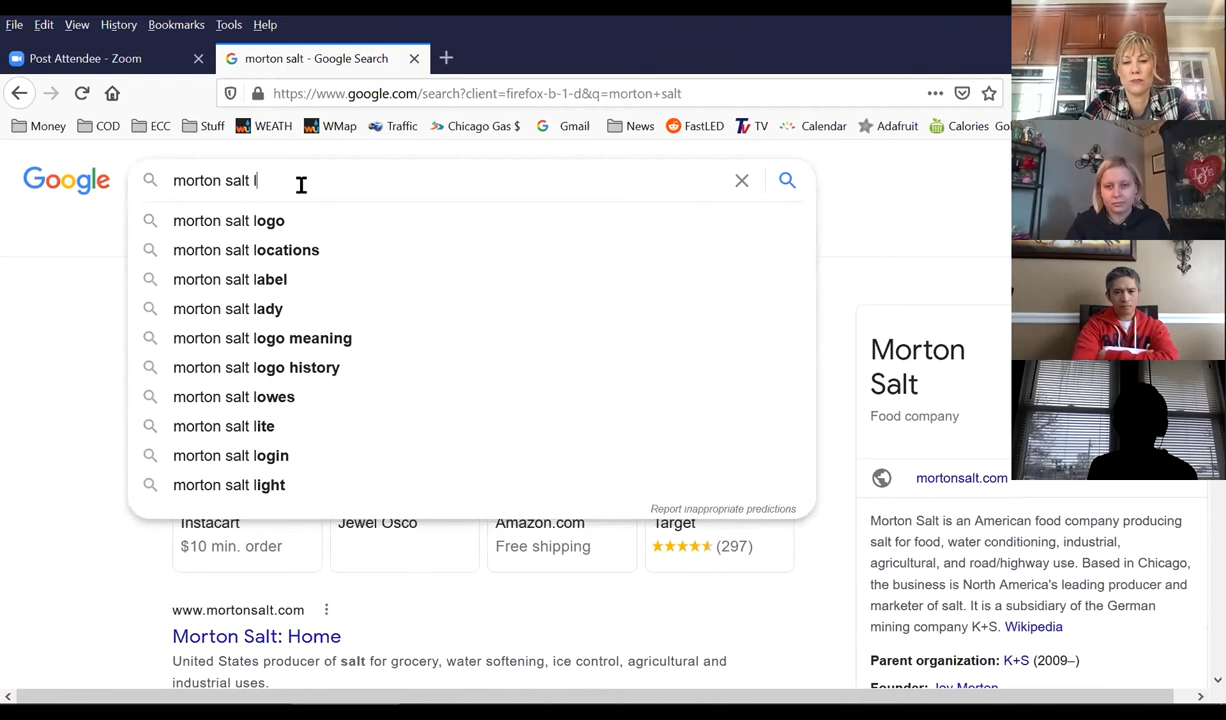 File Edit View History Bookmarks Tools Help
Post Attendee - Zoom
morton salt - Google Search
https://www.google.com/search?client=firefox-b-1-d&q=morton+salt
Money COD ECC Stuff WEATH WMap Traffic Chicago Gas $ Gmail News FastLED TV Calendar Adafruit Calories Go
Google
morton salt l
morton salt logo
morton salt locations
morton salt label
morton salt lady
morton salt logo meaning
morton salt logo history
morton salt lowes
morton salt lite
morton salt login
morton salt light
Report inappropriate predictions
Instacart
$10 min. order
Jewel Osco
Amazon.com
Free shipping
Target
(297)
www.mortonsalt.com
Morton Salt: Home
United States producer of salt for grocery, water softening, ice control, agricultural and
industrial uses.
Morton
Salt
Food company
mortonsalt.com
Morton Salt is an American food company producing
salt for food, water conditioning, industrial,
agricultural, and road/highway use. Based in Chicago,
the business is North America's leading producer and
marketer of salt. It is a subsidiary of the German
mining company K+S. Wikipedia
Parent organization: K+S (2009–)
Founder: Joy Morton